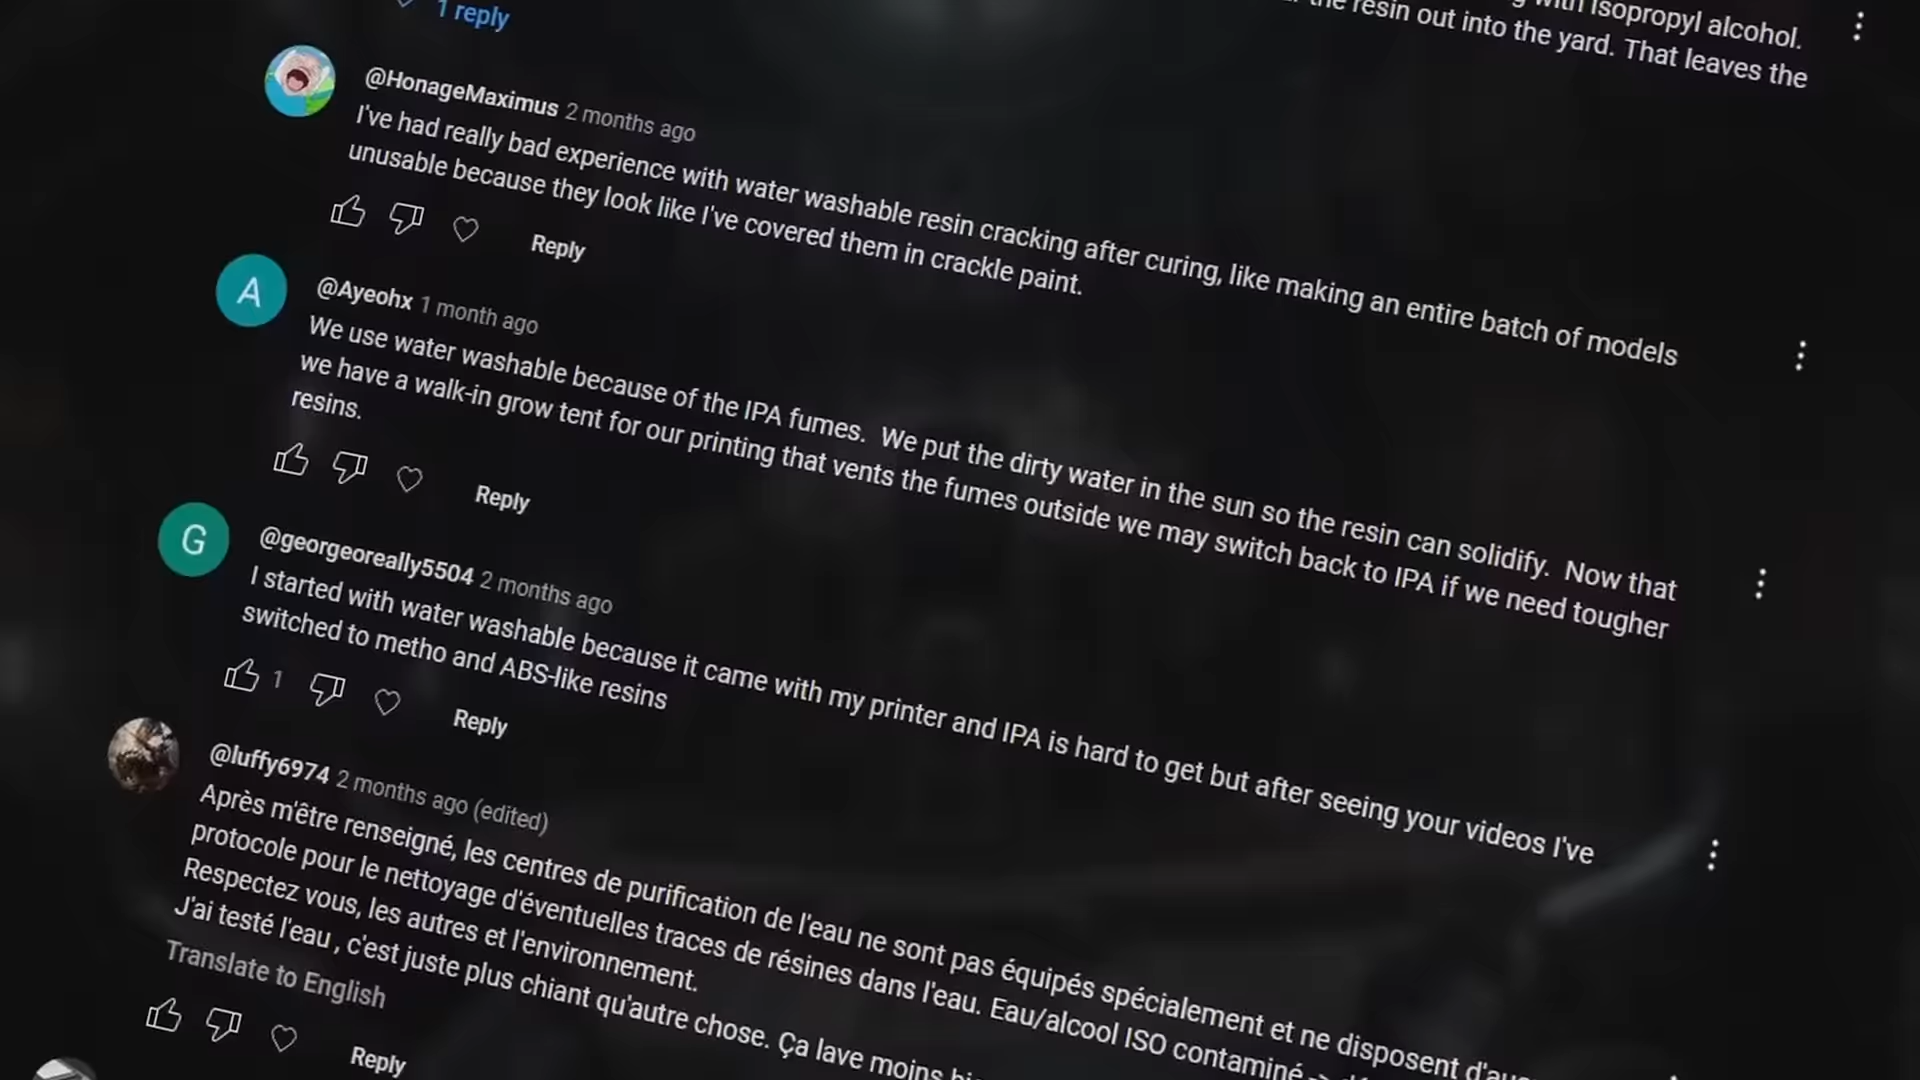 with Isopropyl alcohol.
the resin out into the yard. That leaves the
1 reply
@HonageMaximus 2 months ago
I've had really bad experience with water washable resin cracking after curing, like making an entire batch of models
unusable because they look like I've covered them in crackle paint.
Reply
A
@Ayeohx 1 month ago
We use water washable because of the IPA fumes. We put the dirty water in the sun so the resin can solidify. Now that
we have a walk-in grow tent for our printing that vents the fumes outside we may switch back to IPA if we need tougher
resins.
Reply
G
@georgeoreally5504 2 months ago
I started with water washable because it came with my printer and IPA is hard to get but after seeing your videos I've
switched to metho and ABS-like resins
1
Reply
@luffy6974 2 months ago (edited)
Après m'être renseigné, les centres de purification de l'eau ne sont pas équipés spécialement et ne disposent
protocole pour le nettoyage d'éventuelles traces de résines dans l'eau. Eau/alcool ISO contaminé
Respectez vous, les autres et l'environnement.
J'ai testé l'eau, c'est juste plus chiant qu'autre chose. Ça lave moins
Translate to English
Reply